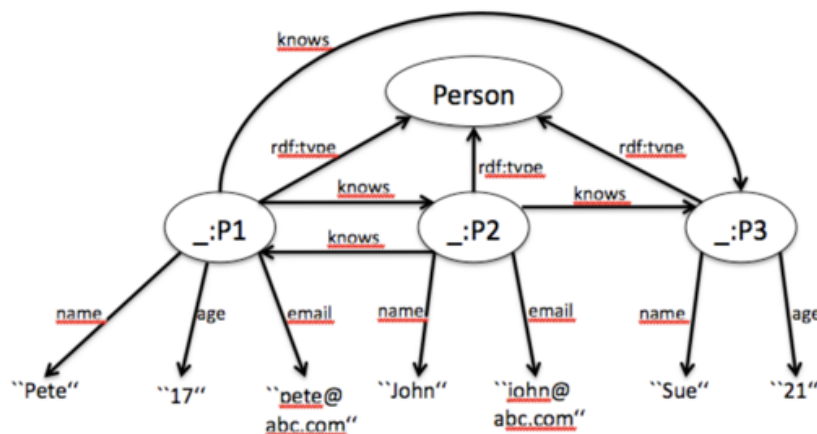 knows
Person
rdf:type
rdf:type
rdf:type
knows
knows
_:P1
_:P2
_:P3
knows
name
age
email
name
email
name
age
``Pete“
``17“
``pete@
abc.com“
``John“
``john@
abc.com“
``Sue“
``21“